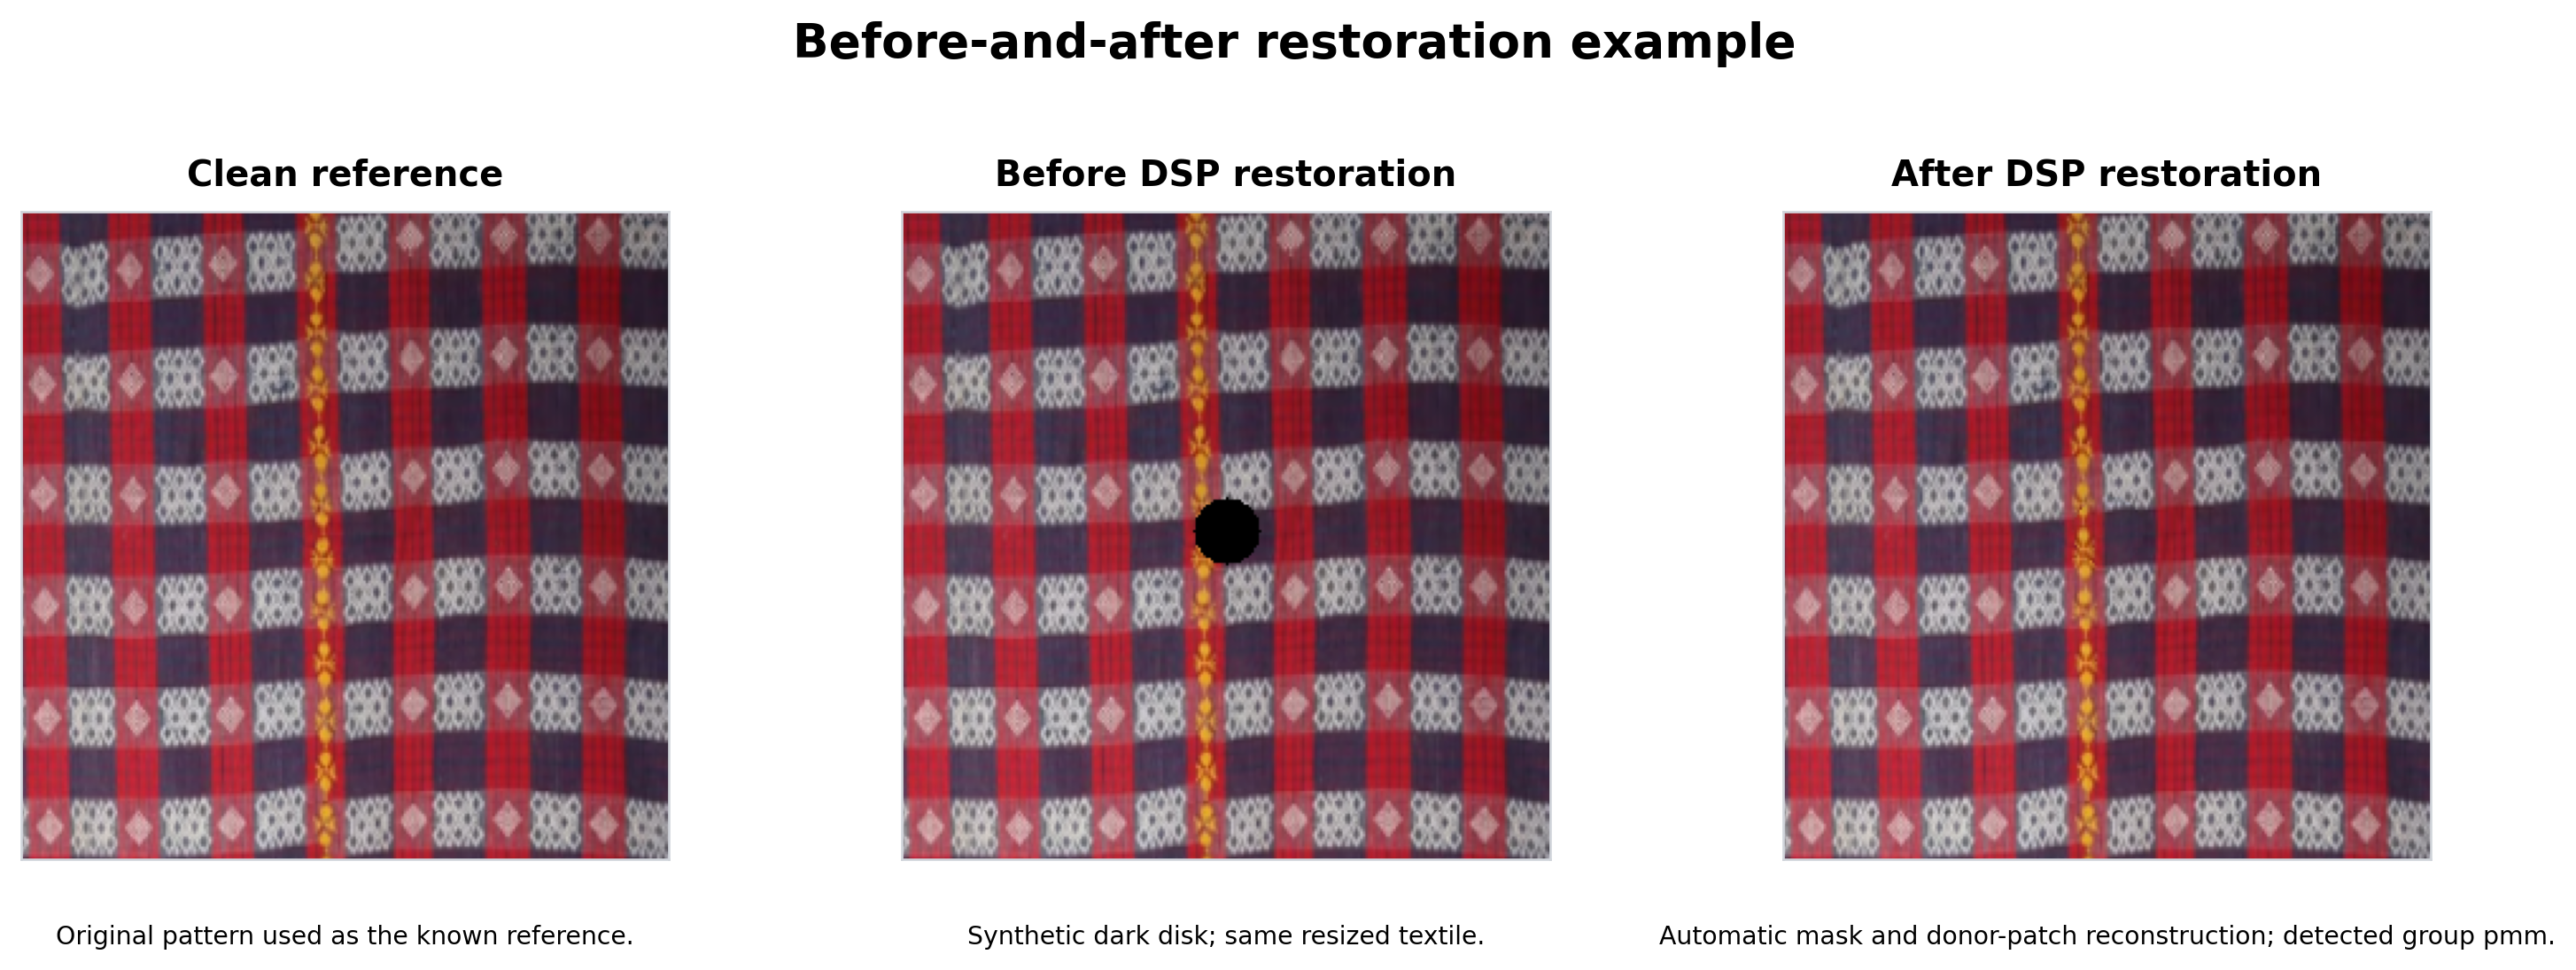 Before-and-after restoration example
Clean reference
Before DSP restoration
After DSP restoration
Original pattern used as the known reference.
Synthetic dark disk; same resized textile.
Automatic mask and donor-patch reconstruction; detected group pmm.